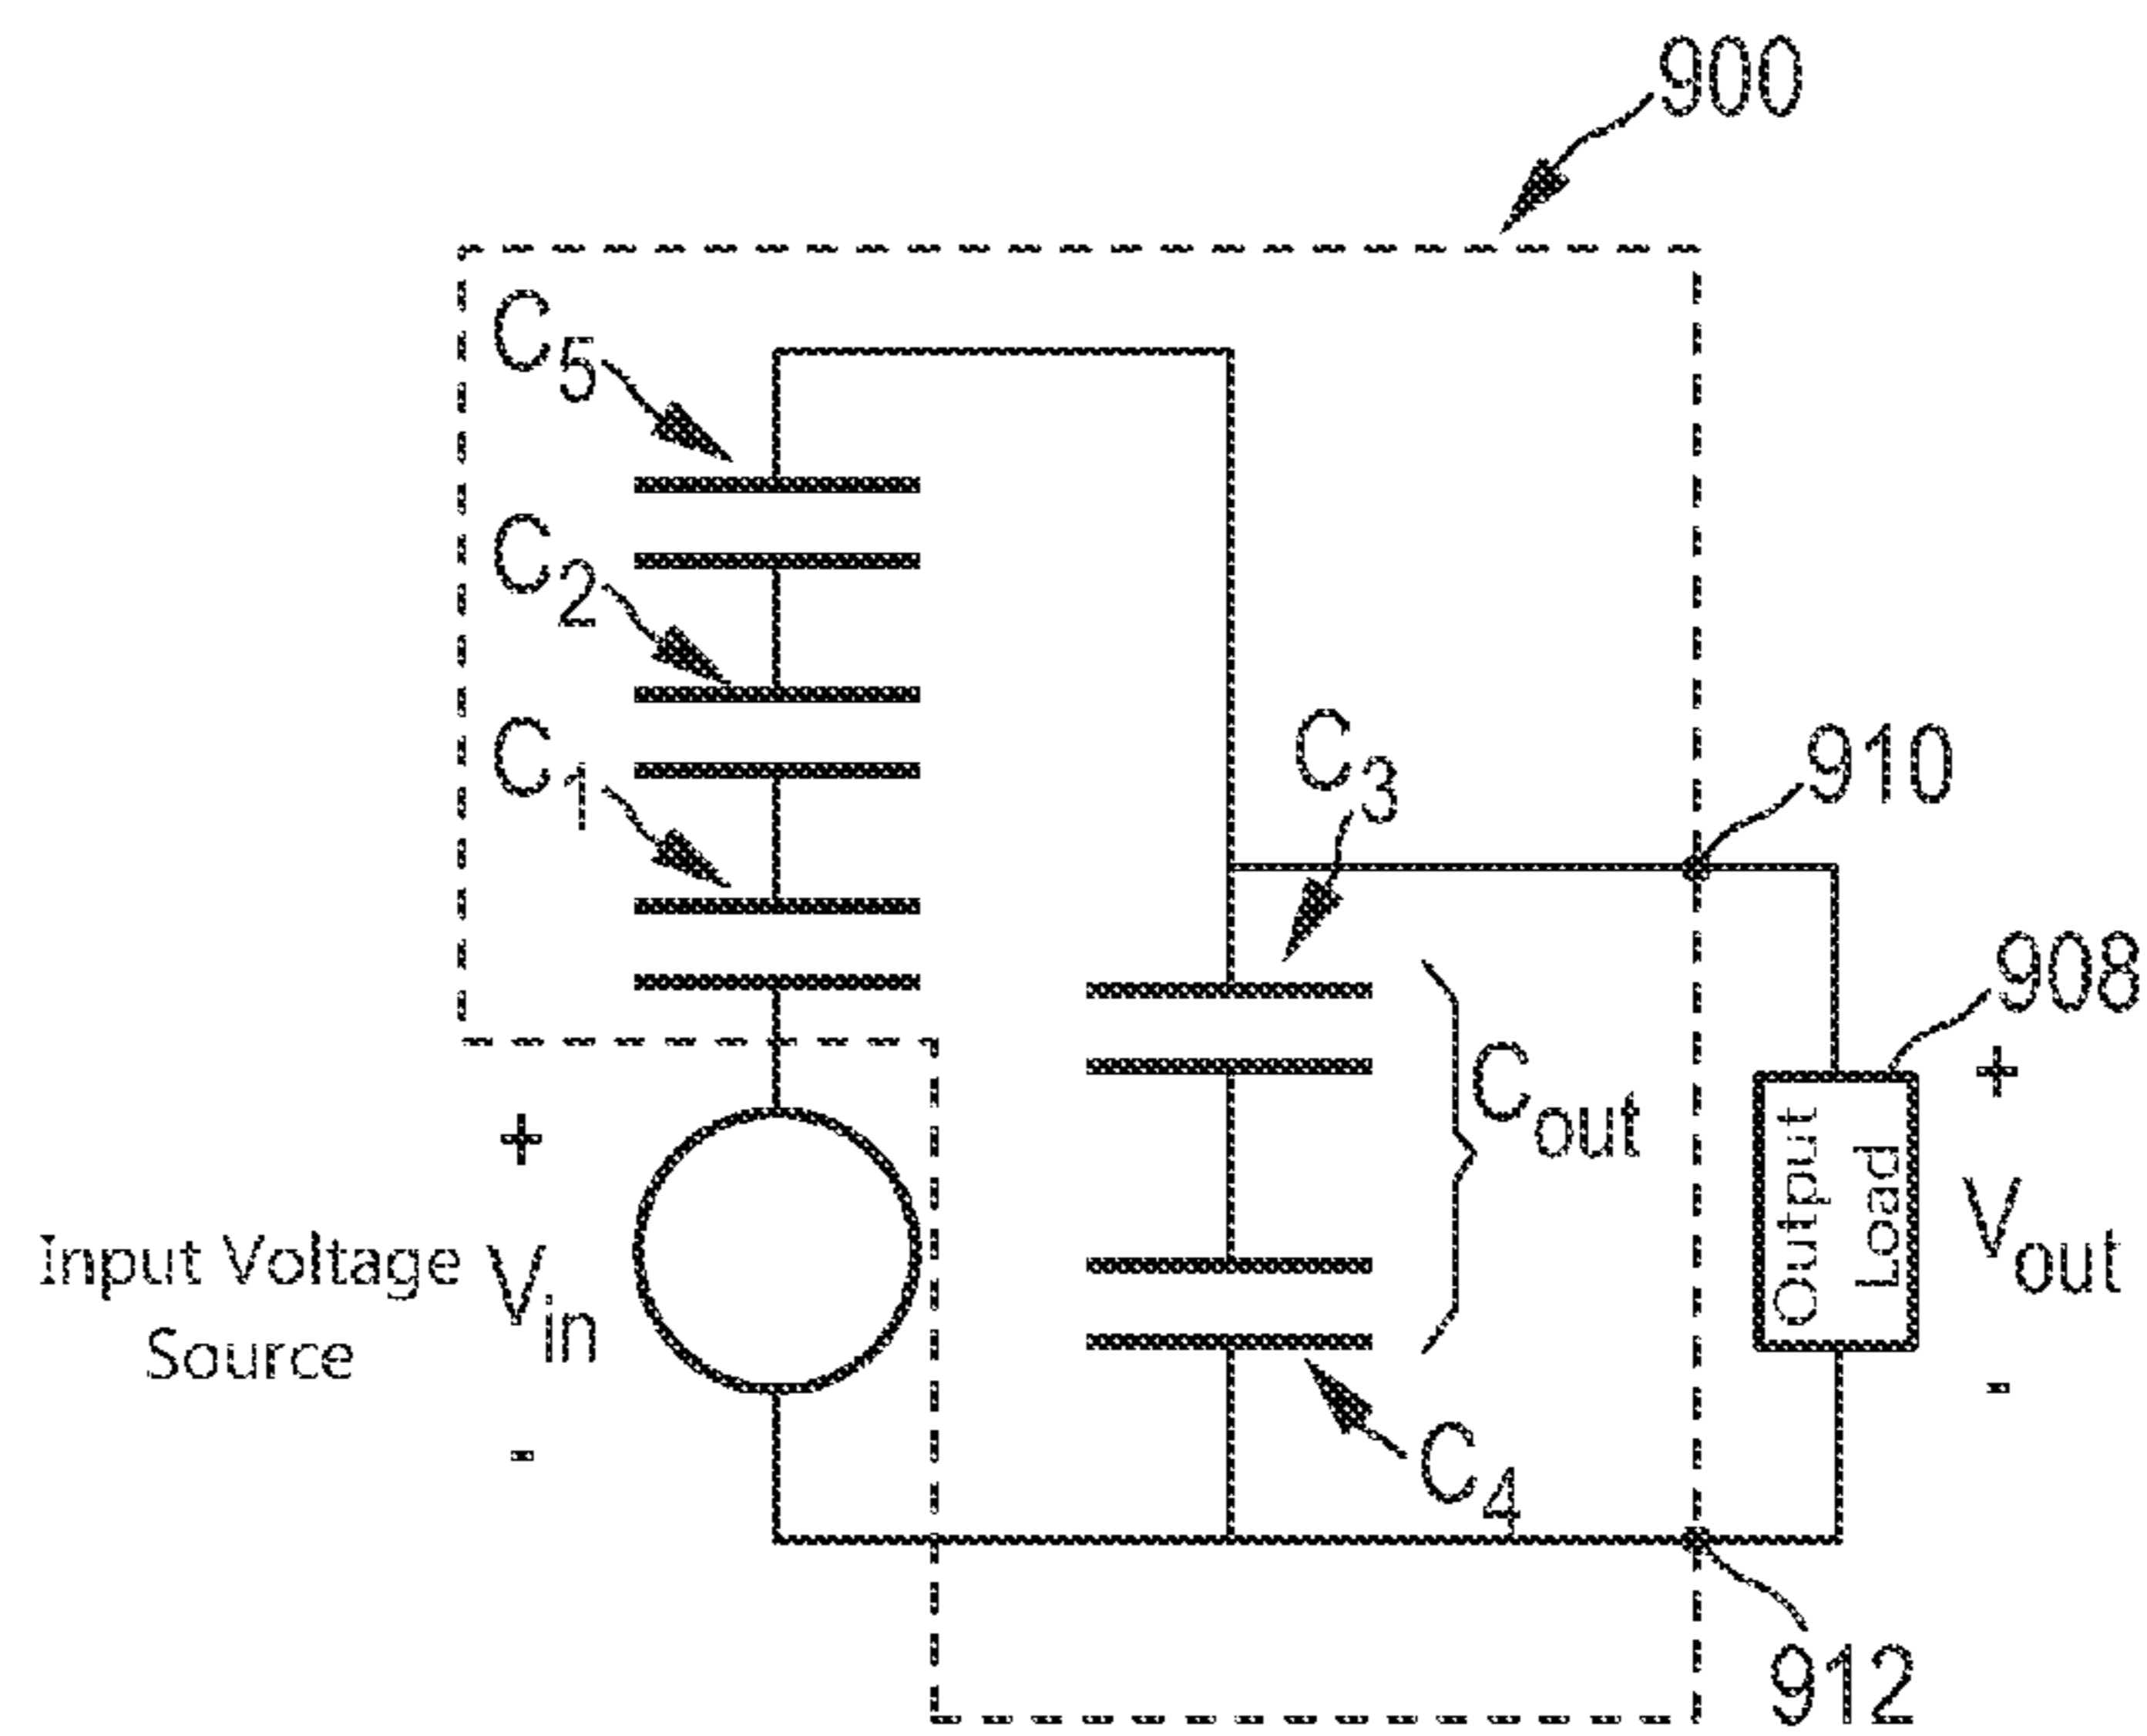 900
C5
C2
C1
C3
910
908
Cout
+
+
Input Voltage
Source
Vin
Output
Load
Vout
-
-
C4
912